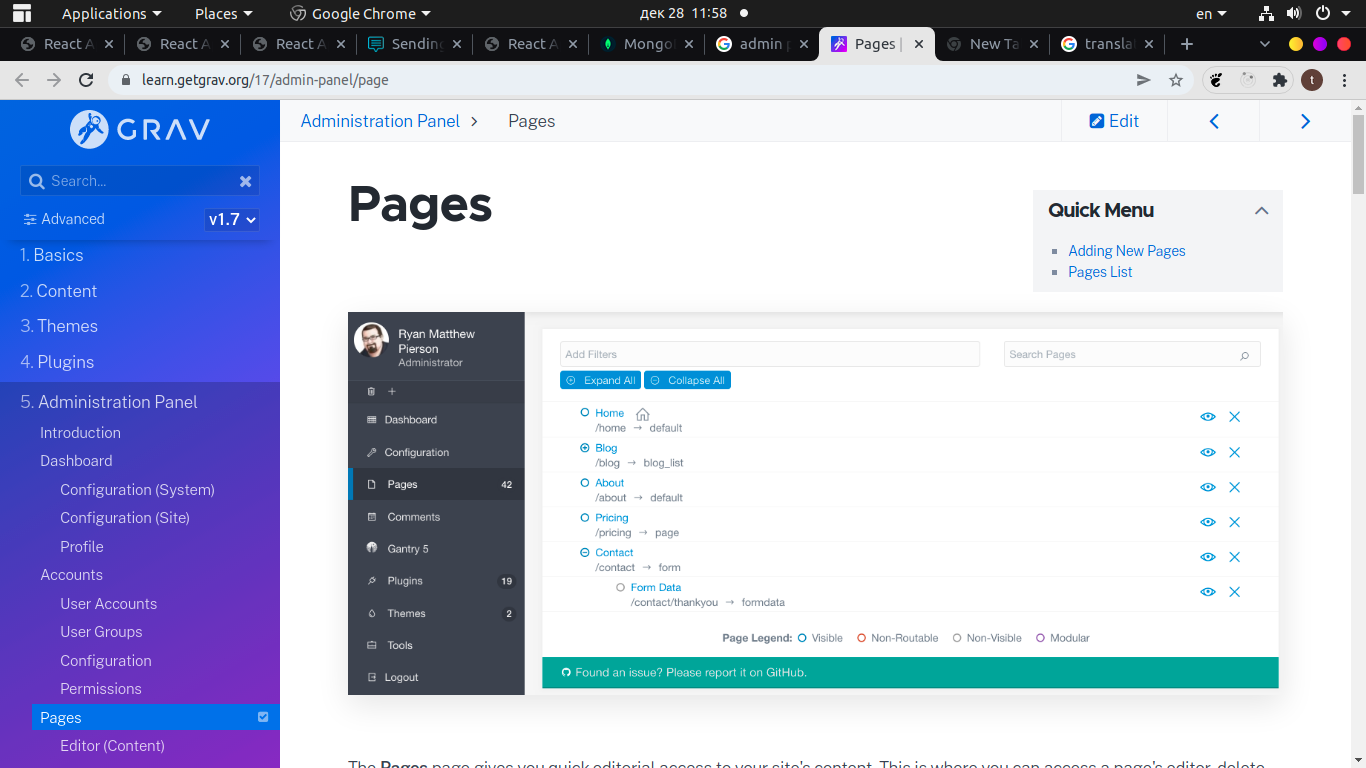 Applications Places Google Chrome дек 28 11:58 en
React A React A React A Sending React A Mongo admin p Pages | New Ta transla
learn.getgrav.org/17/admin-panel/page t
GRAV
Search...
Advanced v1.7
1. Basics
2. Content
3. Themes
4. Plugins
5. Administration Panel
Introduction
Dashboard
Configuration (System)
Configuration (Site)
Profile
Accounts
User Accounts
User Groups
Configuration
Permissions
Pages
Editor (Content)
Administration Panel Pages Edit
Pages
Quick Menu
Adding New Pages
Pages List
Ryan Matthew
Pierson
Administrator
Dashboard
Configuration
Pages 42
Comments
Gantry 5
Plugins 19
Themes 2
Tools
Logout
Add Filters Search Pages
Expand All Collapse All
Home
/home → default
Blog
/blog → blog_list
About
/about → default
Pricing
/pricing → page
Contact
/contact → form
Form Data
/contact/thankyou → formdata
Page Legend: Visible Non-Routable Non-Visible Modular
Found an issue? Please report it on GitHub.
The Pages page gives you quick editorial access to your site's content. This is where you can access a page's editor, delete